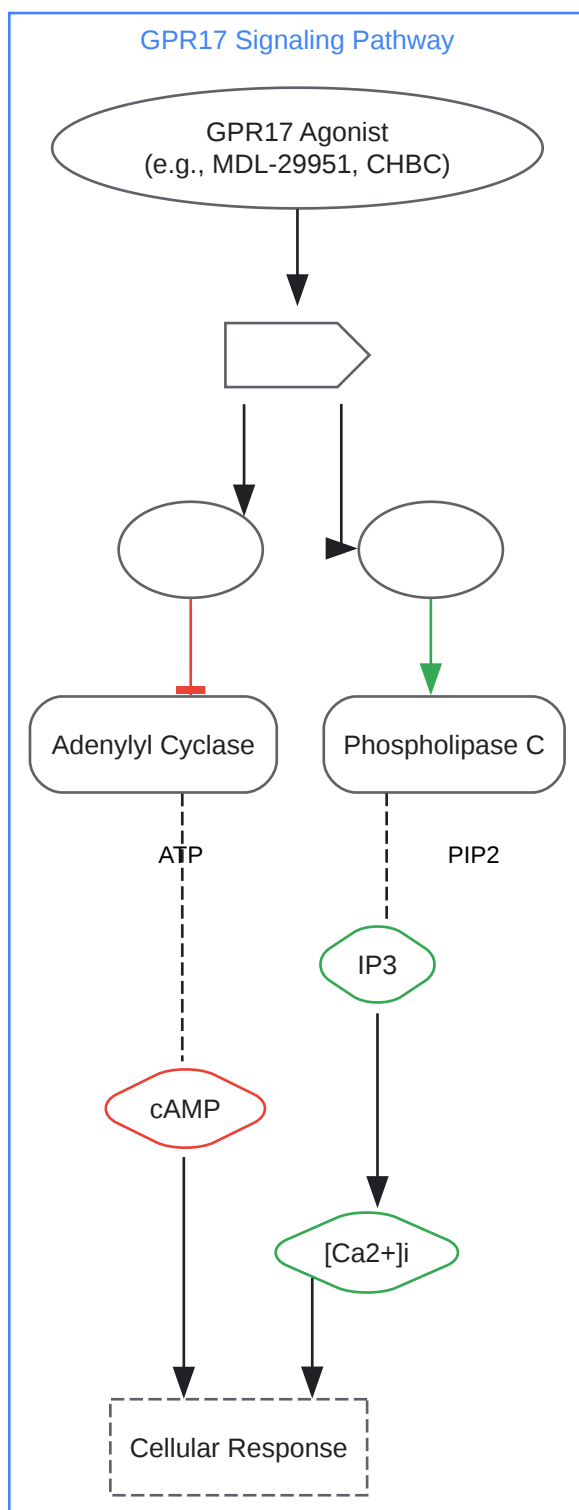 GPR17 Signaling Pathway
GPR17 Agonist
(e.g., MDL-29951, CHBC)
Adenylyl Cyclase
Phospholipase C
ATP
PIP2
IP3
cAMP
[Ca2+]i
Cellular Response